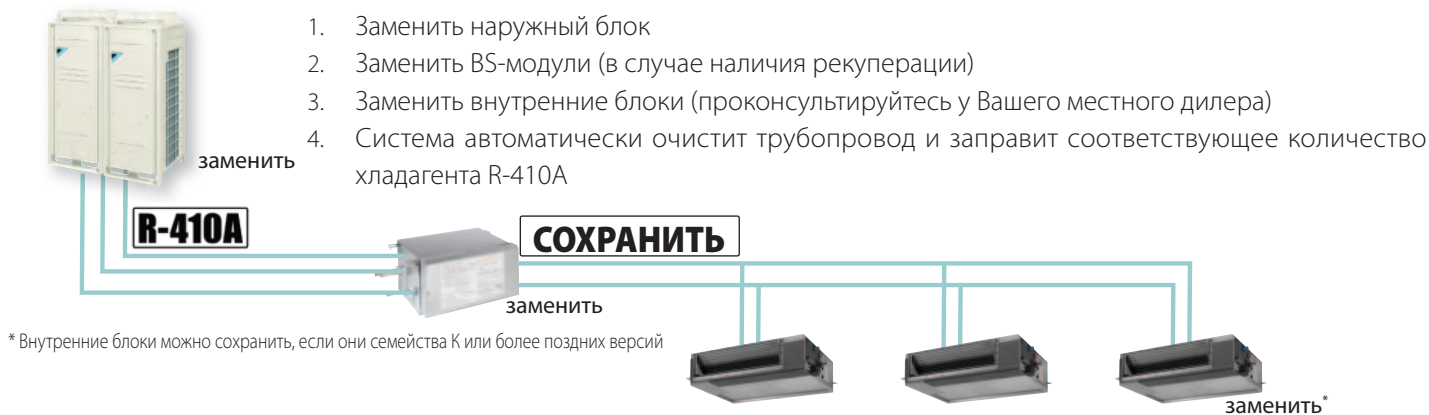 1. Заменить наружный блок
2. Заменить BS-модули (в случае наличия рекуперации)
3. Заменить внутренние блоки (проконсультируйтесь у Вашего местного дилера)
4. Система автоматически очистит трубопровод и заправит соответствующее количество
хладагента R-410A
заменить
R-410A
СОХРАНИТЬ
заменить
* Внутренние блоки можно сохранить, если они семейства К или более поздних версий
заменить*